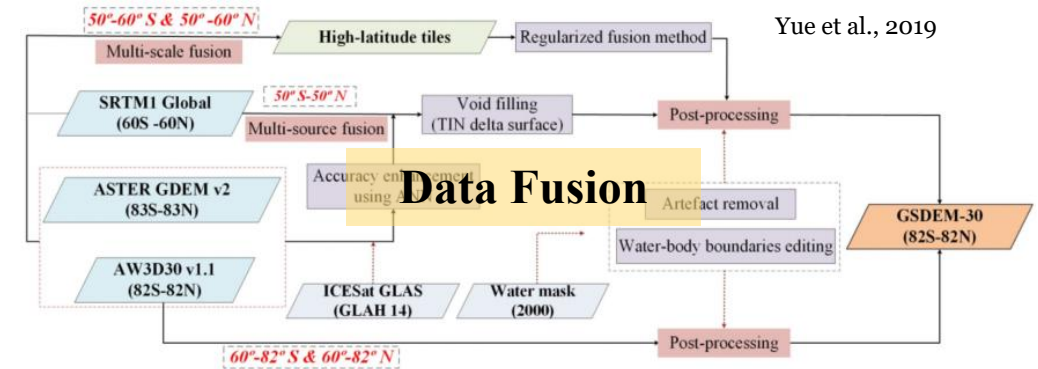 50°-60° S & 50°-60° N
Multi-scale fusion
High-latitude tiles
Regularized fusion method
Yue et al., 2019
SRTM1 Global
(60S -60N)
50° S-50° N
Multi-source fusion
Void filling
(TIN delta surface)
Post-processing
ASTER GDEM v2
(83S-83N)
Accuracy enhancement
using ANN
Data Fusion
Artefact removal
Water-body boundaries editing
GSDEM-30
(82S-82N)
AW3D30 v1.1
(82S-82N)
ICESat GLAS
(GLAH 14)
Water mask
(2000)
Post-processing
60°-82° S & 60°-82° N